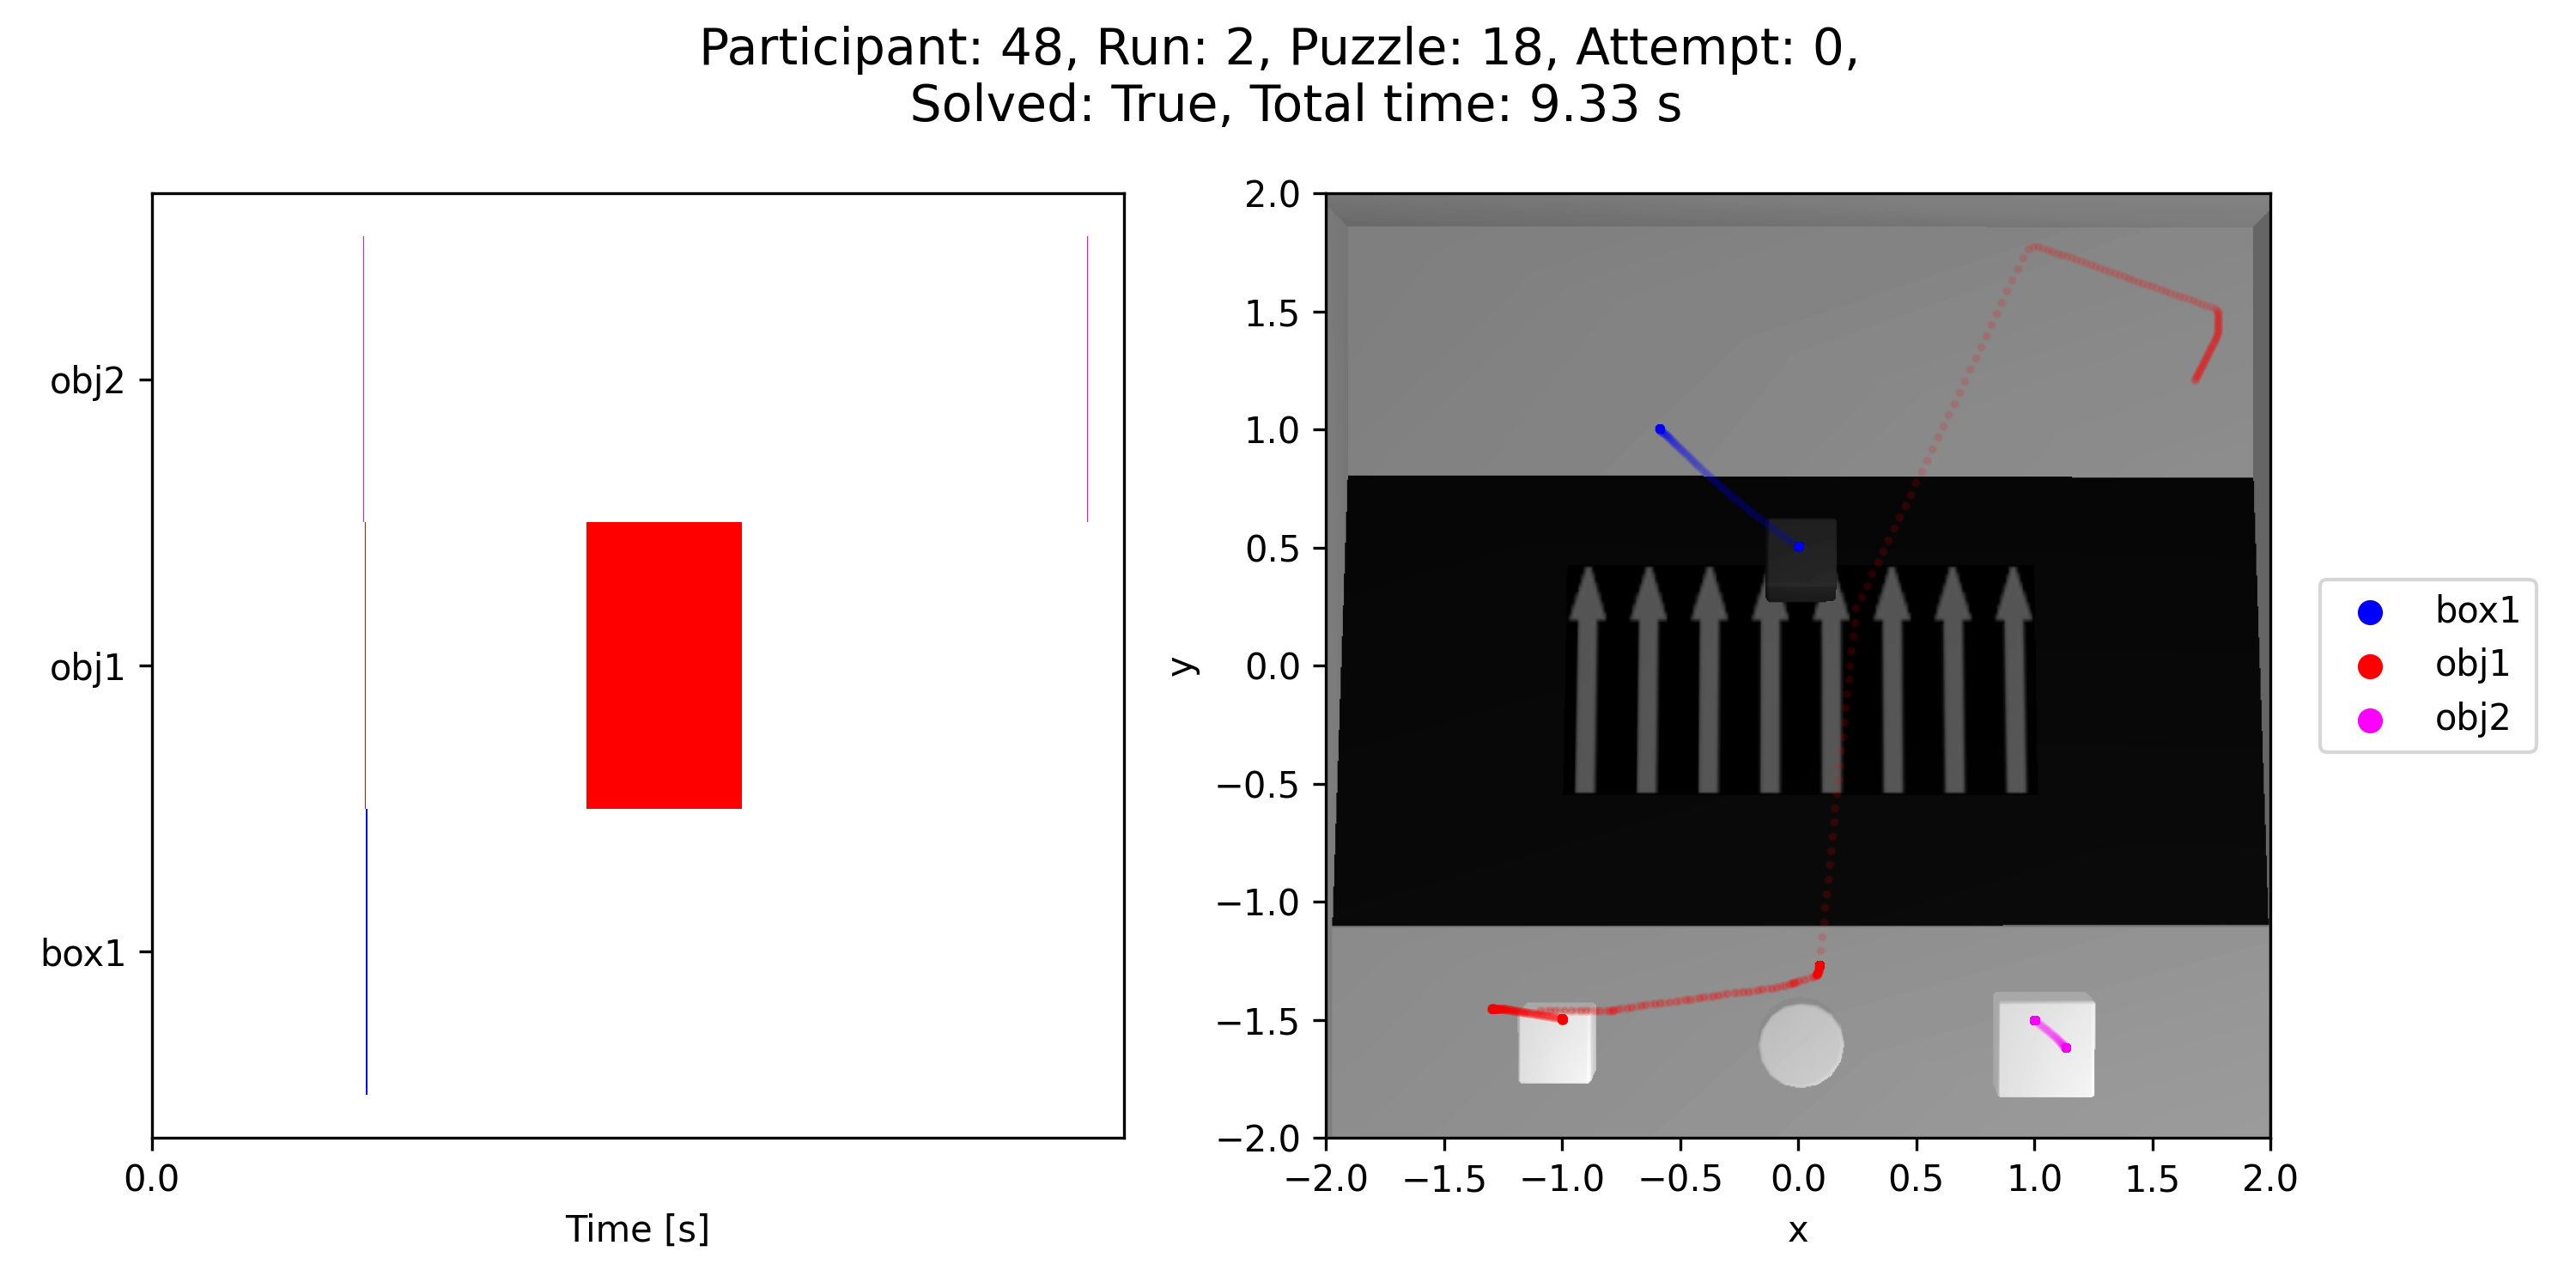 Participant: 48, Run: 2, Puzzle: 18, Attempt: 0,
Solved: True, Total time: 9.33 s
obj2
obj1
box1
0.0
Time [s]
2.0
1.5
1.0
0.5
0.0
−0.5
−1.0
−1.5
−2.0
y
−2.0 −1.5 −1.0 −0.5 0.0 0.5 1.0 1.5 2.0
x
box1
obj1
obj2